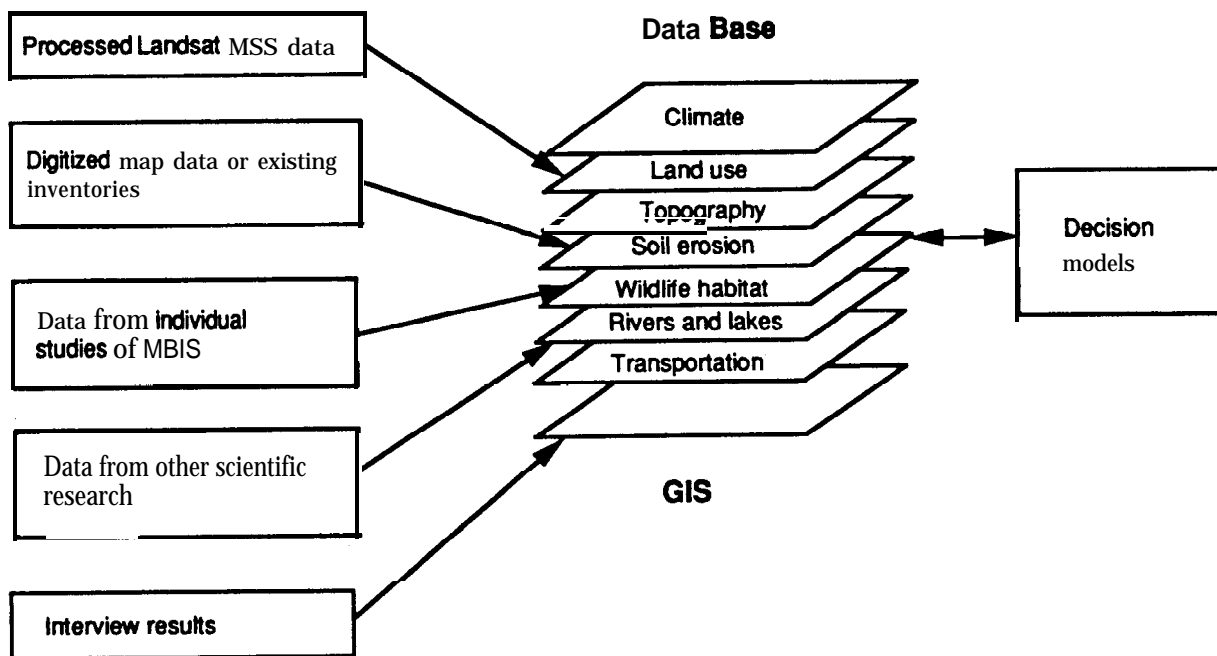 Processed Landsat MSS data
Digitized map data or existing
inventories
Data from individual
studies of MBIS
Data from other scientific
research
Interview results
Data Base
Climate
Land use
Topography
Soil erosion
Wildlife habitat
Rivers and lakes
Transportation
GIS
Decision
models